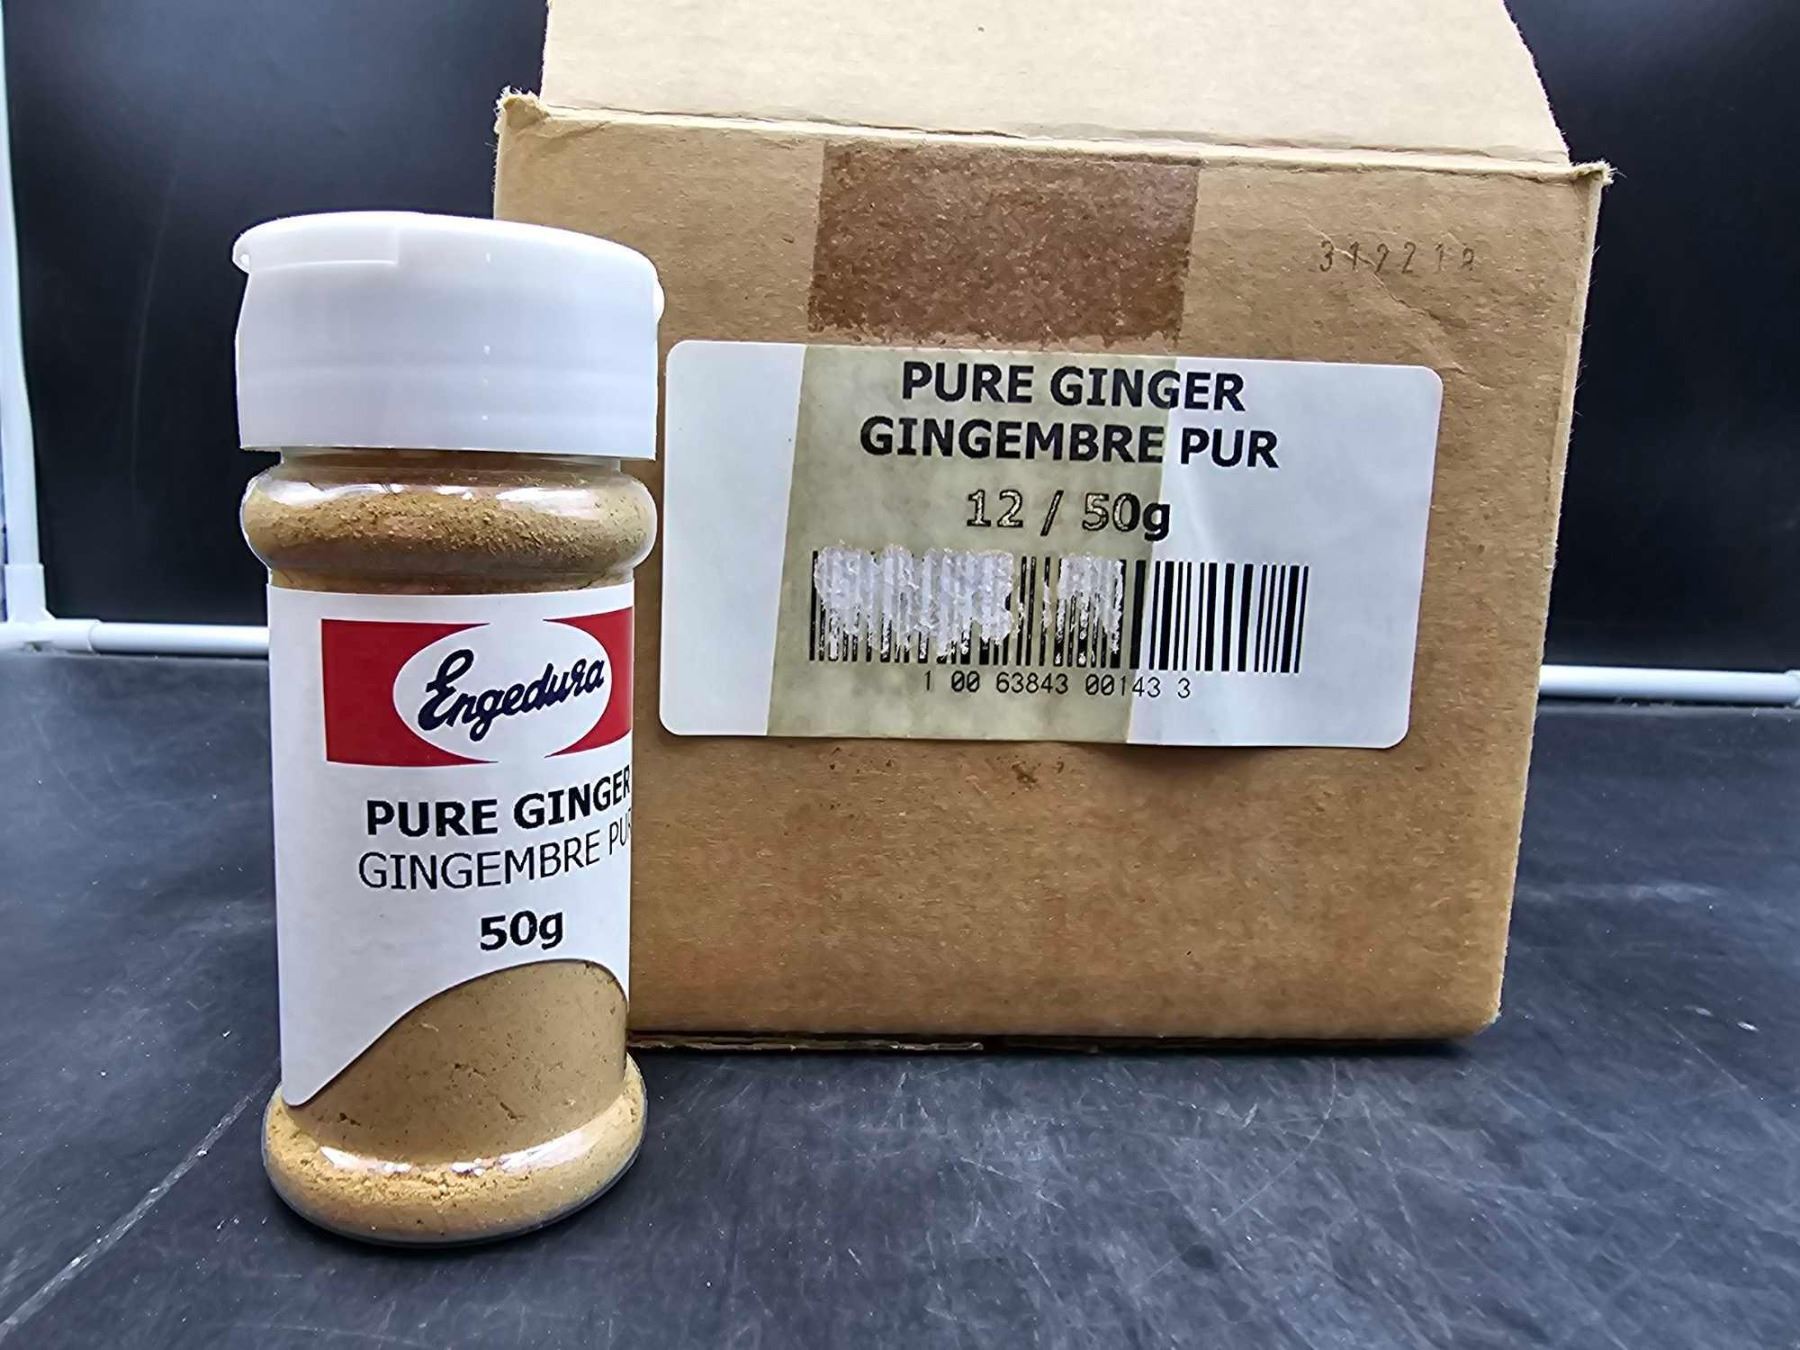 Engedura
PURE GINGER
GINGEMBRE PU
50g
PURE GINGER
GINGEMBRE PUR
12 / 50g
1 00 63843 00143 3